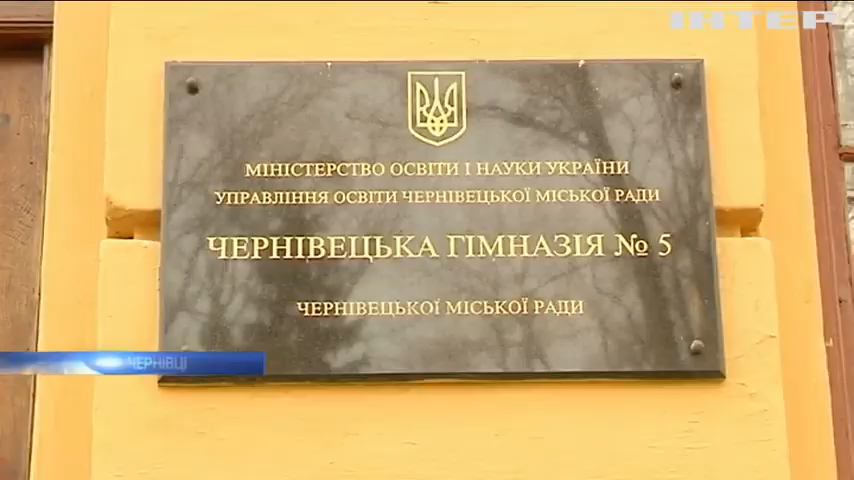 ІНТЕР
МІНІСТЕРСТВО ОСВІТИ І НАУКИ УКРАЇНИ
УПРАВЛІННЯ ОСВІТИ ЧЕРНІВЕЦЬКОЇ МІСЬКОЇ РАДИ
ЧЕРНІВЕЦЬКА ГІМНАЗІЯ № 5
ЧЕРНІВЕЦЬКОЇ МІСЬКОЇ РАДИ
ЧЕРНІВЦІ